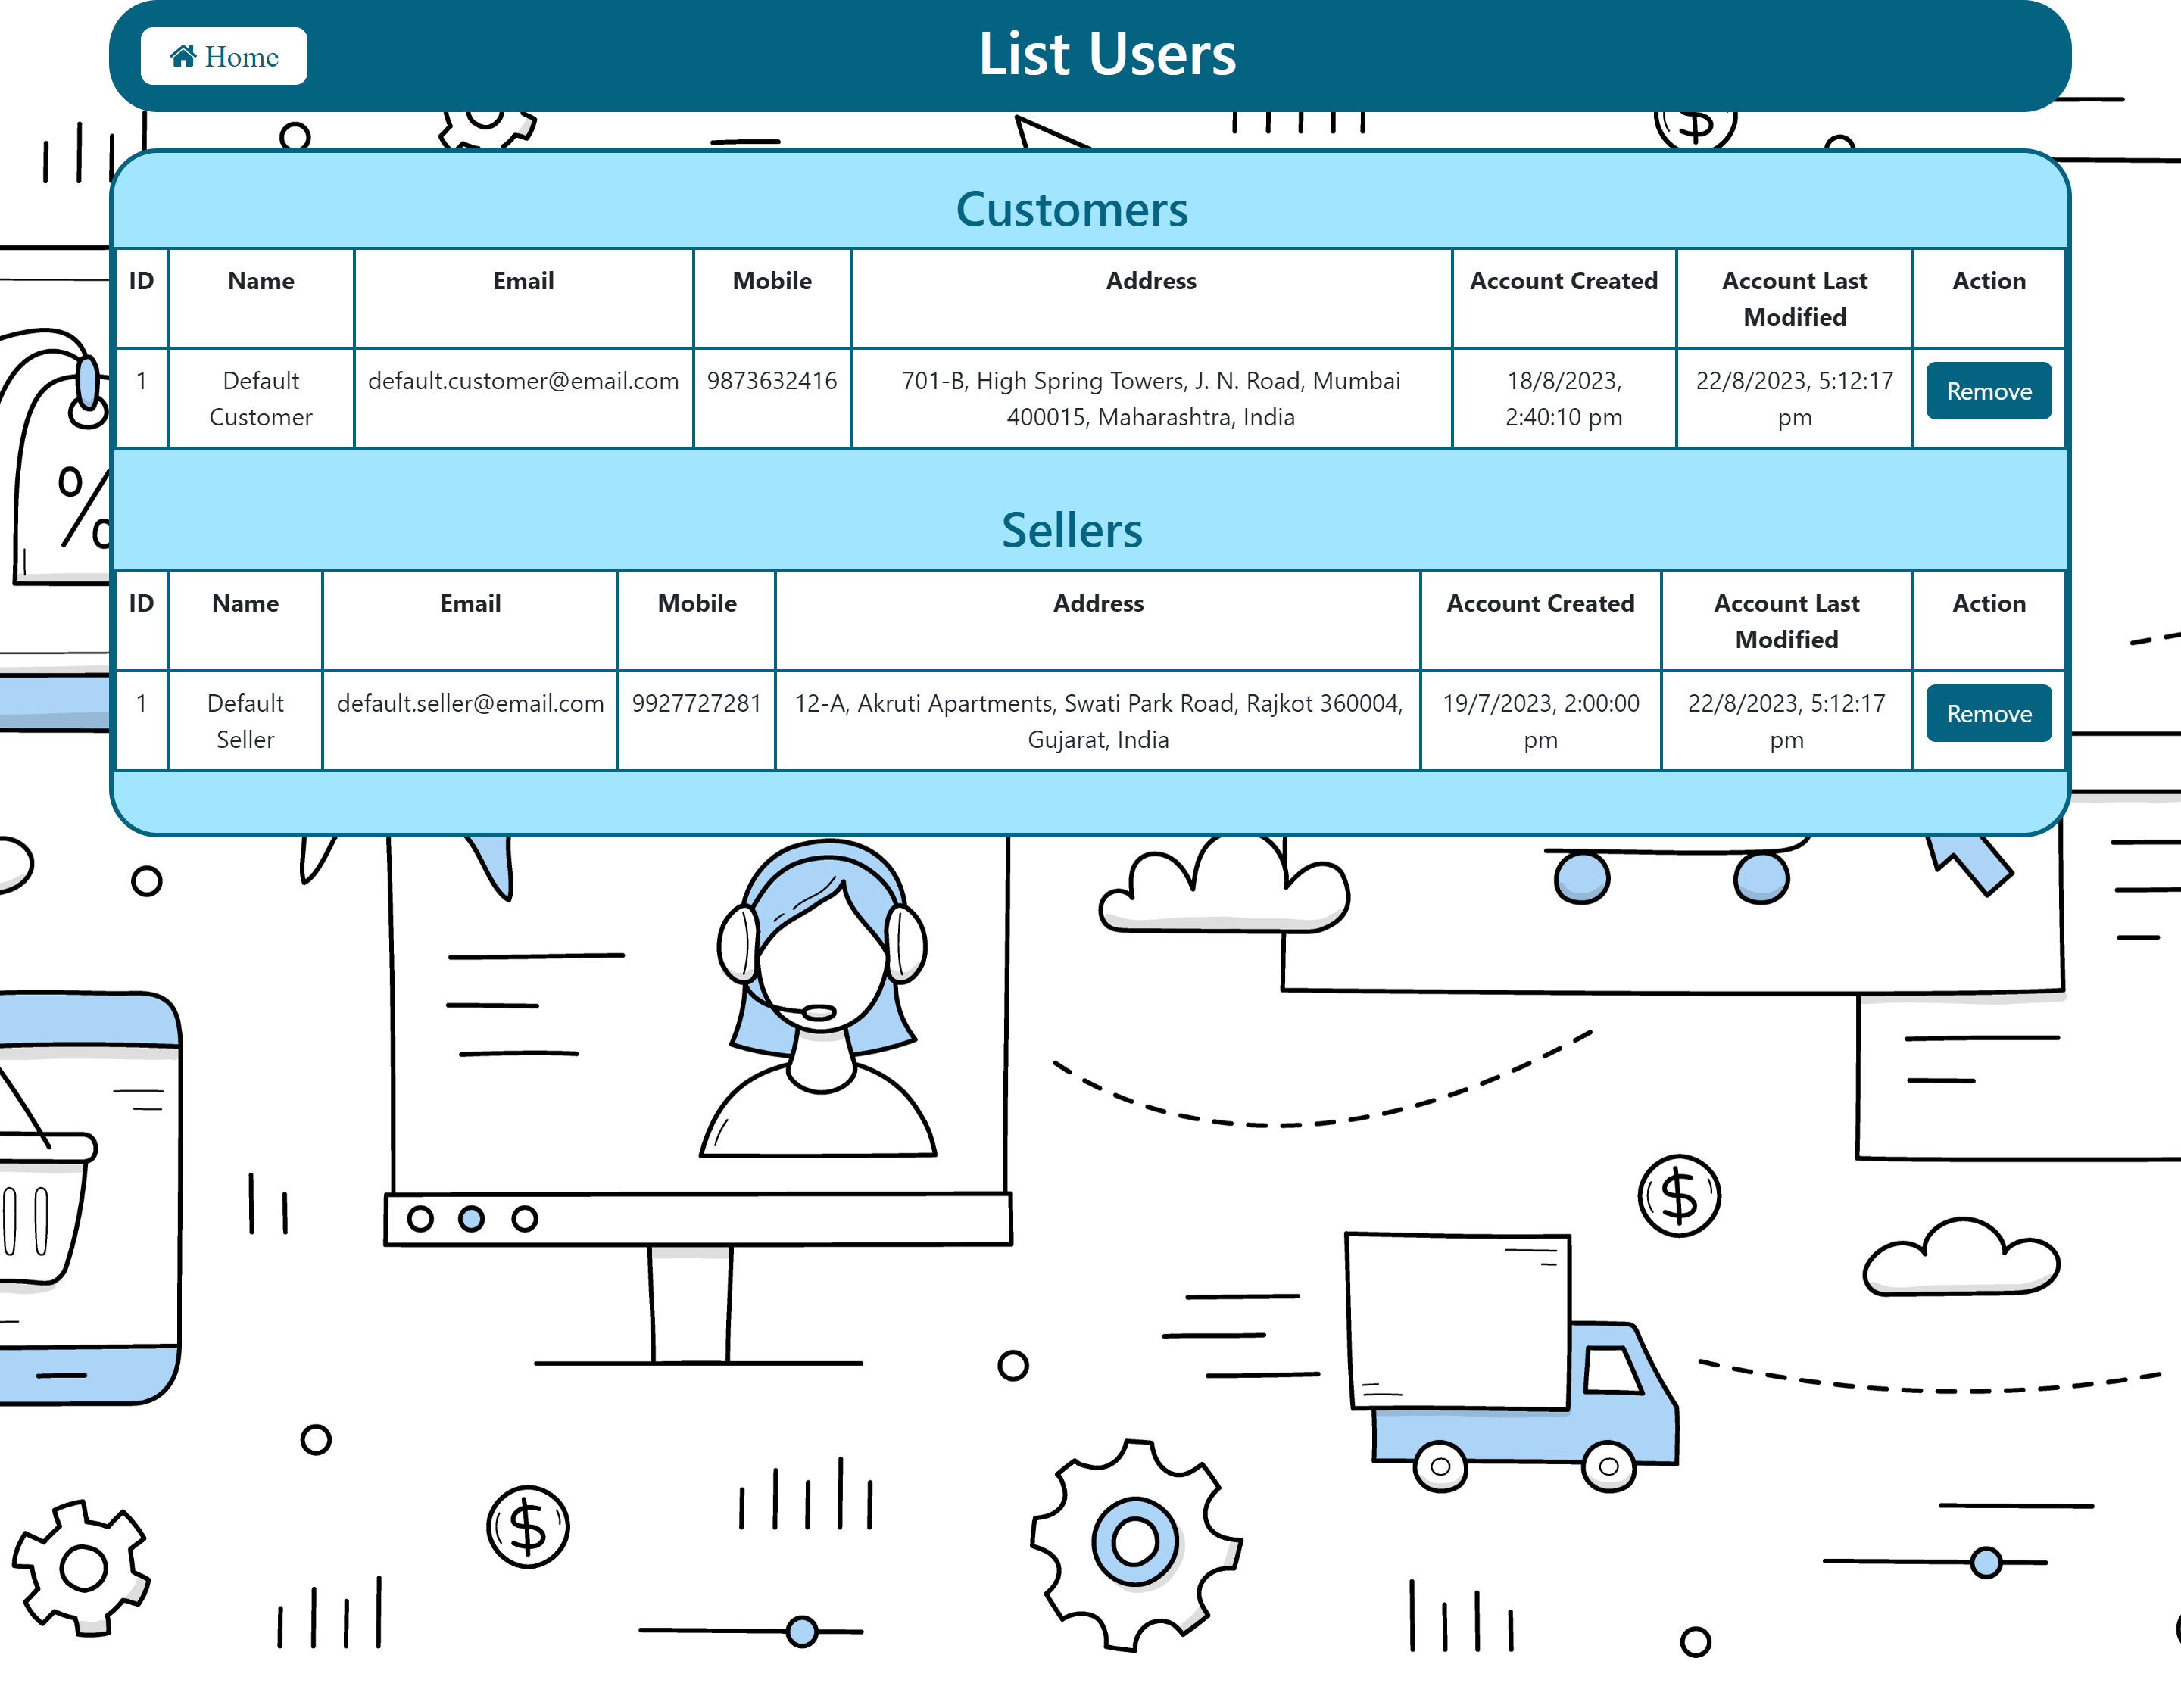 Home
List Users
Customers
ID Name Email Mobile Address Account Created Account Last Modified Action
1 Default Customer default.customer@email.com 9873632416 701-B, High Spring Towers, J. N. Road, Mumbai 400015, Maharashtra, India 18/8/2023, 2:40:10 pm 22/8/2023, 5:12:17 pm Remove
Sellers
ID Name Email Mobile Address Account Created Account Last Modified Action
1 Default Seller default.seller@email.com 9927727281 12-A, Akruti Apartments, Swati Park Road, Rajkot 360004, Gujarat, India 19/7/2023, 2:00:00 pm 22/8/2023, 5:12:17 pm Remove